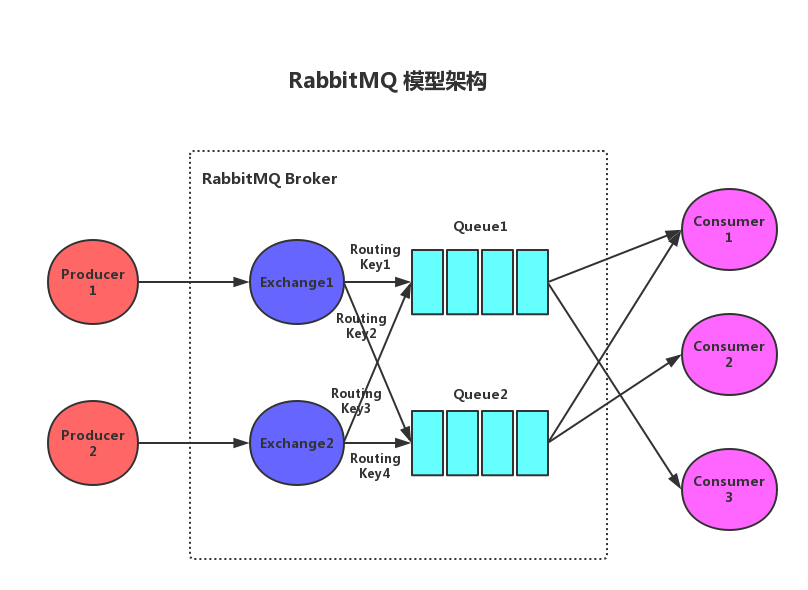 RabbitMQ 模型架构
RabbitMQ Broker
Producer
1
Exchange1
Routing
Key1
Queue1
Consumer
1
Routing
Key2
Consumer
2
Producer
2
Exchange2
Routing
Key3
Routing
Key4
Queue2
Consumer
3